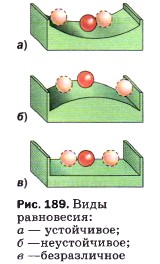 а)
б)
в)
Рис. 189. Виды
равновесия:
а — устойчивое;
б —неустойчивое;
в —безразличное